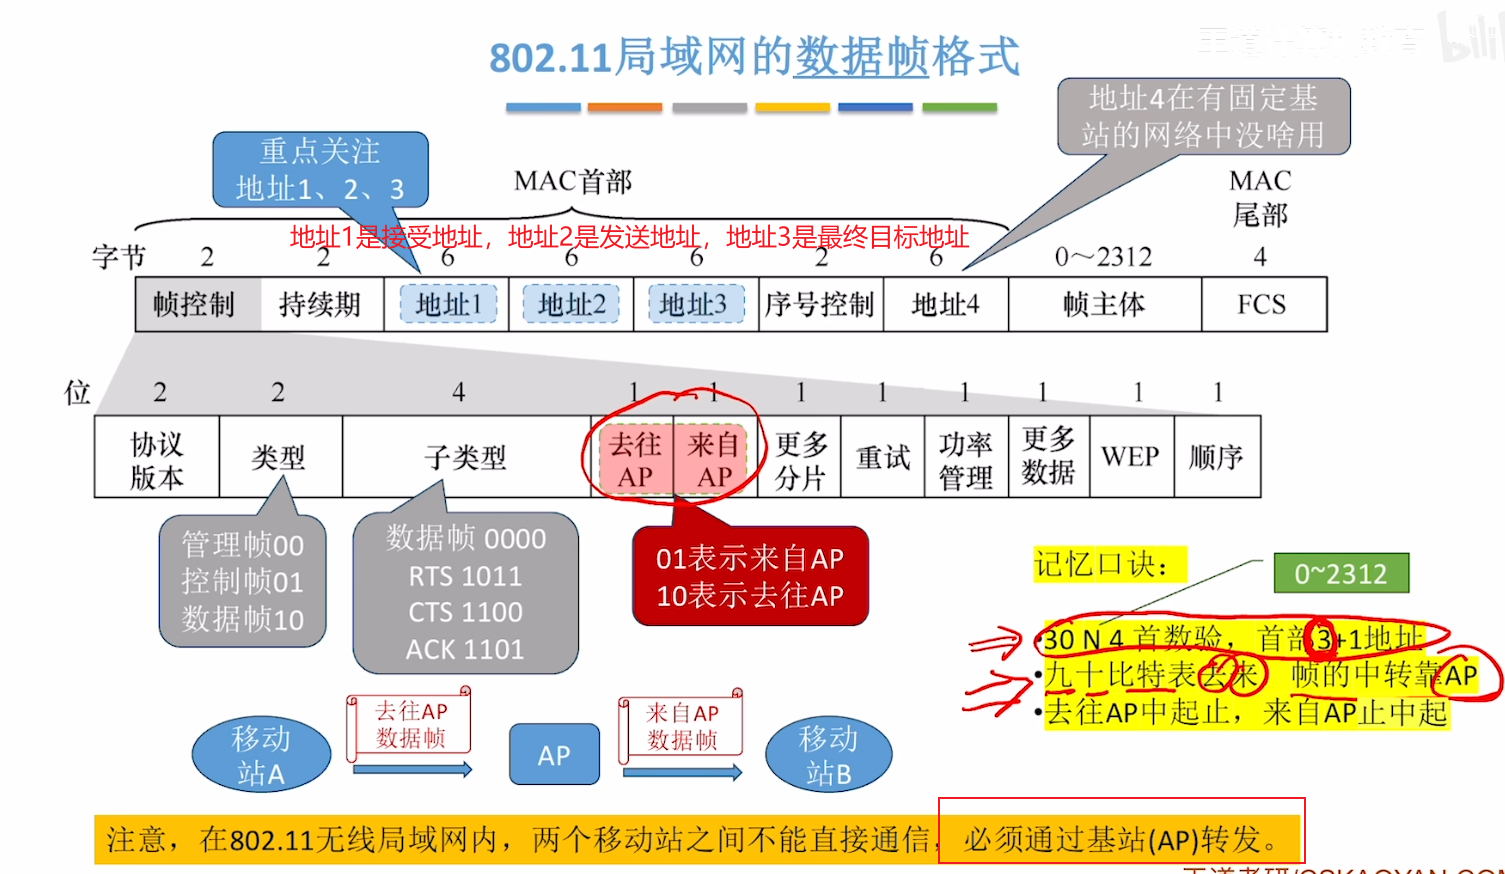 802.11局域网的数据帧格式
bili
地址4在有固定基
站的网络中没啥用
重点关注
地址1、2、3
MAC首部
MAC
尾部
地址1是接受地址，地址2是发送地址，地址3是最终目标地址
字节 2 2 6 6 6 2 6 0～2312 4
帧控制 持续期 地址1 地址2 地址3 序号控制 地址4 帧主体 FCS
位 2 2 4 1 1 1 1 1 1 1 1
协议版本 类型 子类型 去往AP 来自AP 更多分片 重试 功率管理 更多数据 WEP 顺序
管理帧00
控制帧01
数据帧10
数据帧 0000
RTS 1011
CTS 1100
ACK 1101
01表示来自AP
10表示去往AP
记忆口诀：
0~2312
•30 N 4 首数验，首部3+1地址
•九十比特表去来 帧的中转靠AP
•去往AP中起止，来自AP止中起
移动
站A
去往AP
数据帧
AP
来自AP
数据帧
移动
站B
注意，在802.11无线局域网内，两个移动站之间不能直接通信，必须通过基站(AP)转发。